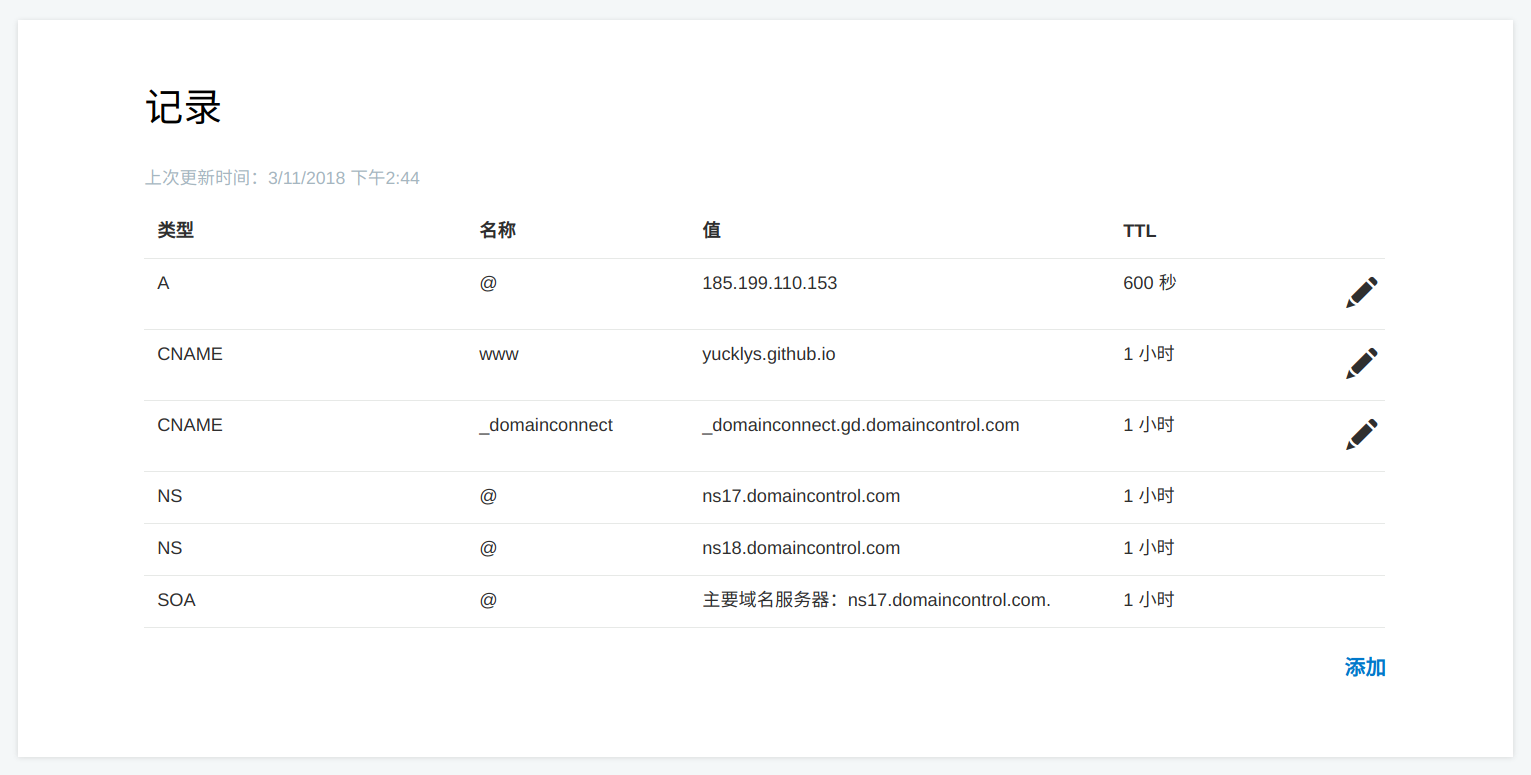 记录
上次更新时间：3/11/2018 下午2:44
类型 名称 值 TTL
A @ 185.199.110.153 600 秒
CNAME www yucklys.github.io 1 小时
CNAME _domainconnect _domainconnect.gd.domaincontrol.com 1 小时
NS @ ns17.domaincontrol.com 1 小时
NS @ ns18.domaincontrol.com 1 小时
SOA @ 主要域名服务器：ns17.domaincontrol.com. 1 小时
添加